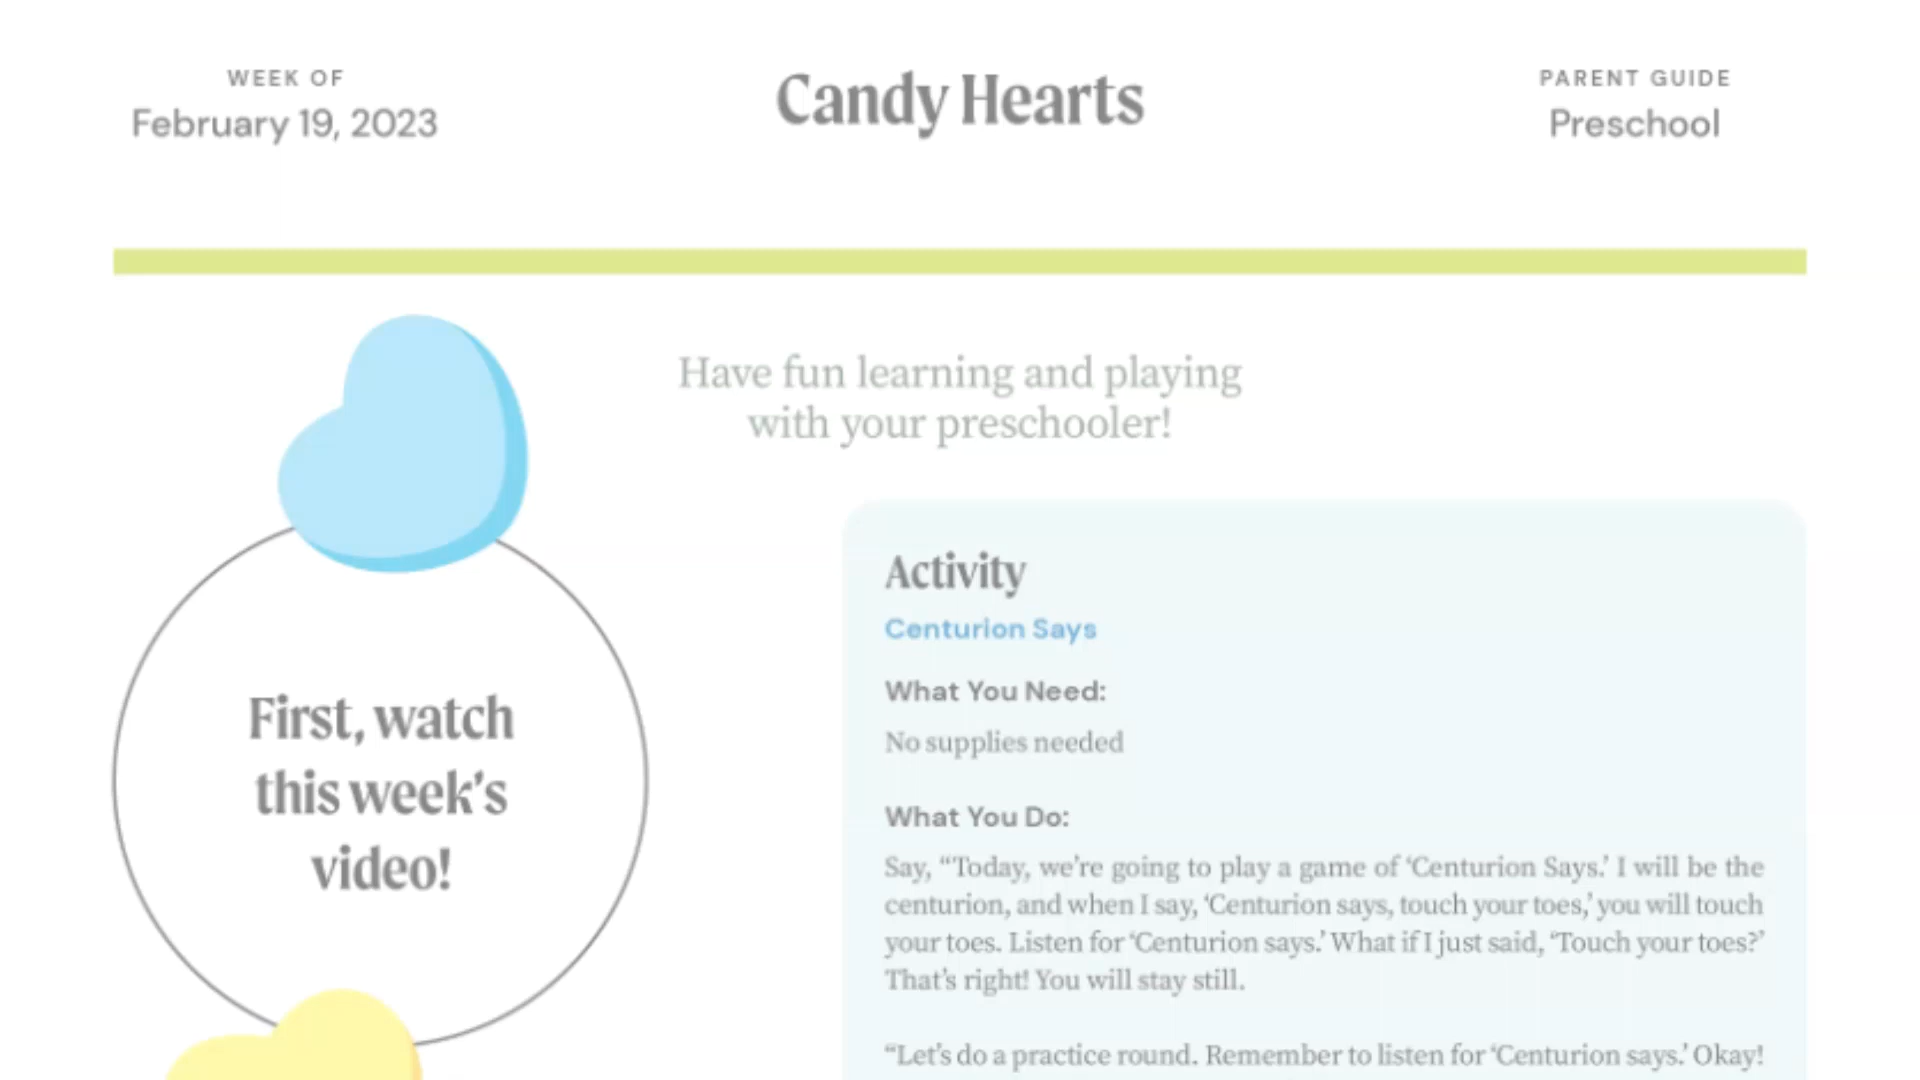 WEEK OF
February 19, 2023
Candy Hearts
PARENT GUIDE
Preschool
Have fun learning and playing
with your preschooler!
First, watch
this week's
video!
Activity
Centurion Says
What You Need:
No supplies needed
What You Do:
Say, “Today, we’re going to play a game of ‘Centurion Says.’ I will be the
centurion, and when I say, ‘Centurion says, touch your toes,’ you will touch
your toes. Listen for ‘Centurion says.’ What if I just said, ‘Touch your toes?’
That’s right! You will stay still.
“Let’s do a practice round. Remember to listen for ‘Centurion says.’ Okay!